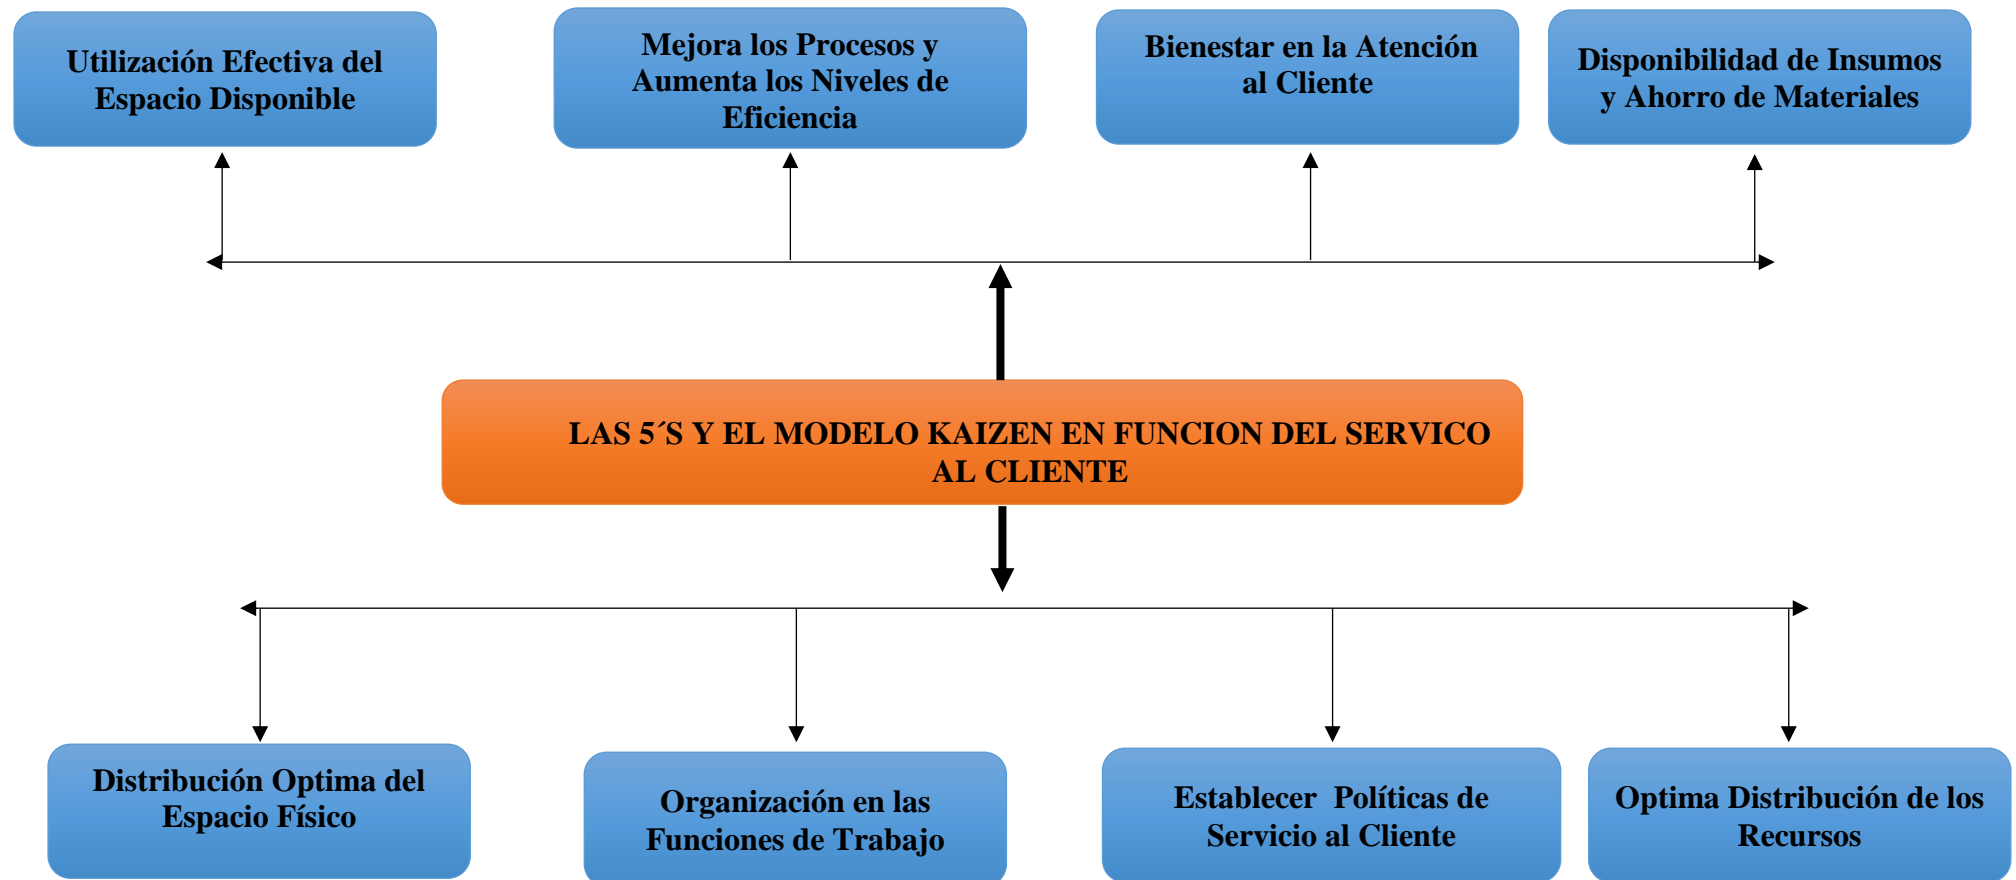 Utilización Efectiva del
Espacio Disponible
Mejora los Procesos y
Aumenta los Niveles de
Eficiencia
Bienestar en la Atención
al Cliente
Disponibilidad de Insumos
y Ahorro de Materiales
LAS 5´S Y EL MODELO KAIZEN EN FUNCION DEL SERVICO
AL CLIENTE
Distribución Optima del
Espacio Físico
Organización en las
Funciones de Trabajo
Establecer  Políticas de
Servicio al Cliente
Optima Distribución de los
Recursos